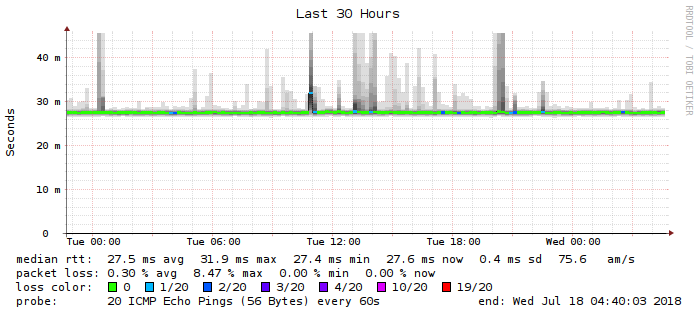 Last 30 Hours
RRDTOOL / TOBI OETIKER
Seconds
40 m
30 m
20 m
10 m
0
Tue 00:00 Tue 06:00 Tue 12:00 Tue 18:00 Wed 00:00
median rtt: 27.5 ms avg 31.9 ms max 27.4 ms min 27.6 ms now 0.4 ms sd 75.6 am/s
packet loss: 0.30 % avg 8.47 % max 0.00 % min 0.00 % now
loss color: 0 1/20 2/20 3/20 4/20 10/20 19/20
probe: 20 ICMP Echo Pings (56 Bytes) every 60s end: Wed Jul 18 04:40:03 2018